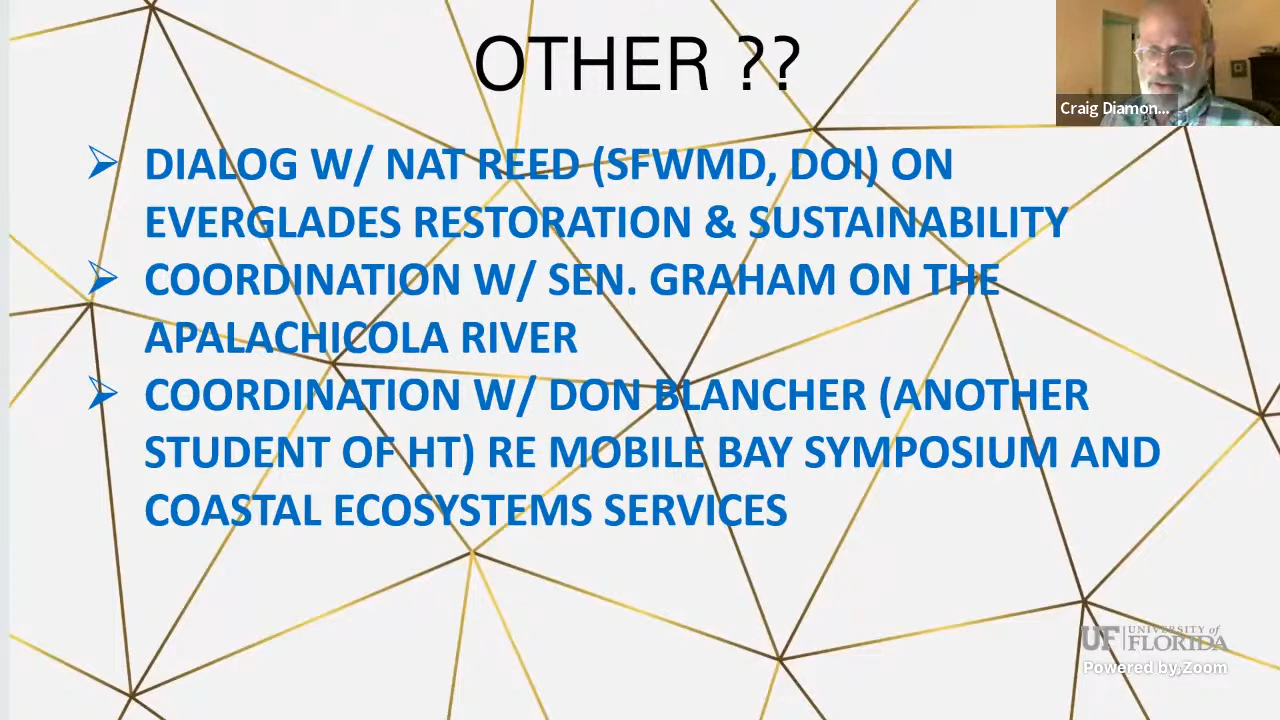 OTHER ??
Craig Diamon...
➢ DIALOG W/ NAT REED (SFWMD, DOI) ON
EVERGLADES RESTORATION & SUSTAINABILITY
➢ COORDINATION W/ SEN. GRAHAM ON THE
APALACHICOLA RIVER
➢ COORDINATION W/ DON BLANCHER (ANOTHER
STUDENT OF HT) RE MOBILE BAY SYMPOSIUM AND
COASTAL ECOSYSTEMS SERVICES
UF UNIVERSITY of
FLORIDA
Powered by Zoom